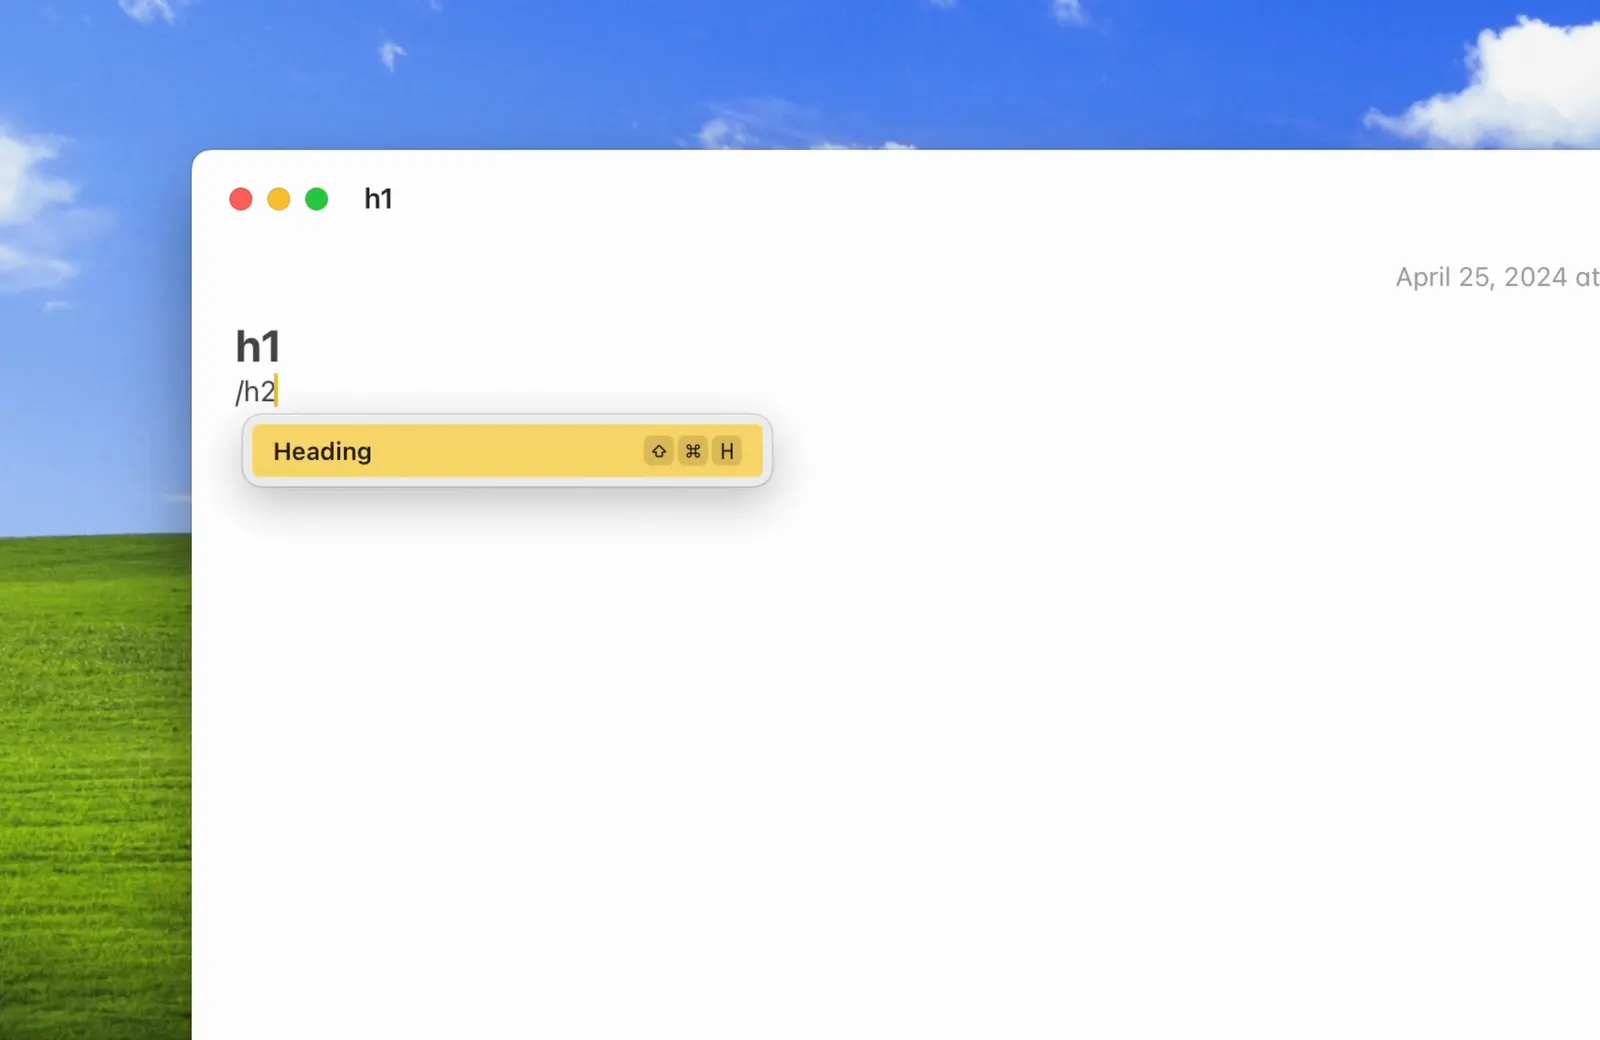 h1
April 25, 2024 at
h1
/h2
Heading ⇧ ⌘ H